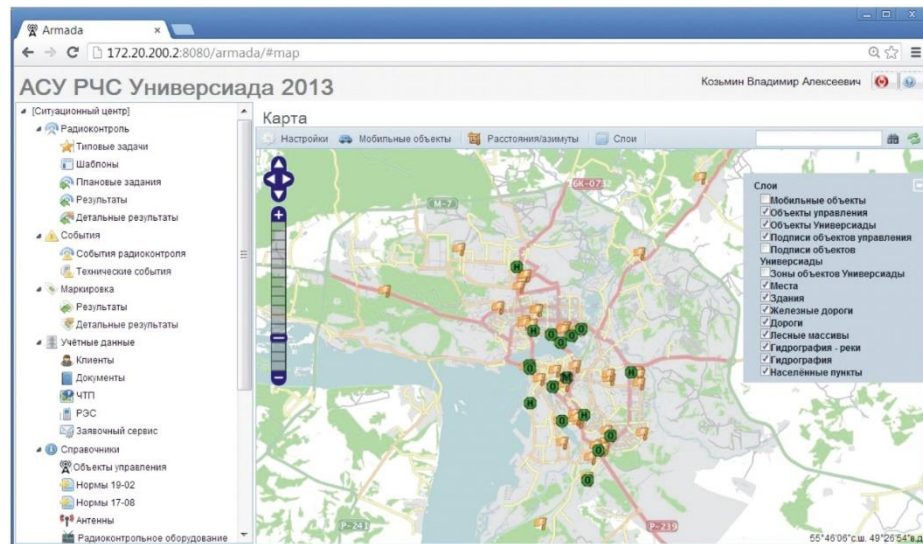 Armada
172.20.200.2:8080/armada/#map
АСУ РЧС Универсиада 2013
Козьмин Владимир Алексеевич
[Ситуационный центр]
Радиоконтроль
Типовые задачи
Шаблоны
Плановые задания
Результаты
Детальные результаты
События
События радиоконтроля
Технические события
Маркировка
Результаты
Детальные результаты
Учётные данные
Клиенты
Документы
ЧТП
РЭС
Заявочный сервис
Справочники
Объекты управления
Нормы 19-02
Нормы 17-08
Антенны
Радиоконтрольное оборудование
Карта
Настройки Мобильные объекты Расстояния/азимуты Слои
Слои
Мобильные объекты
Объекты управления
Объекты Универсиады
Подписи объектов управления
Подписи объектов
Универсиады
Зоны объектов Универсиады
Места
Здания
Железные дороги
Дороги
Лесные массивы
Гидрография - реки
Гидрография
Населённые пункты
М-7
Н
Н
О
О
О
О
О
О
М
Н
О
Н
Н
О
О
О
О
Р-241
Р-239
55°46'06"с.ш. 49°26'54"в.д.